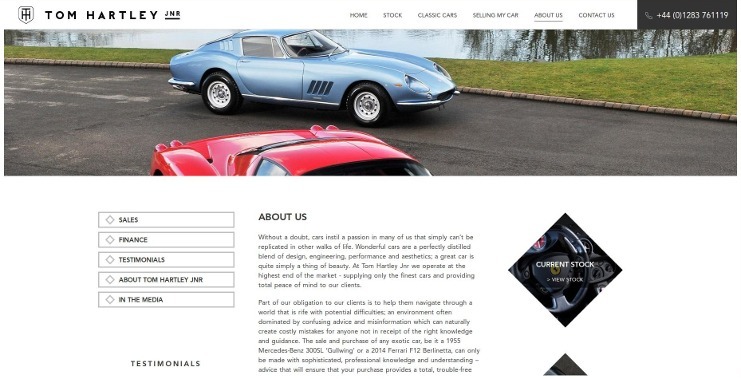 TOM HARTLEY JNR
HOME STOCK CLASSIC CARS SELLING MY CAR ABOUT US CONTACT US
+44 (0)1283 761119
SALES
FINANCE
TESTIMONIALS
ABOUT TOM HARTLEY JNR
IN THE MEDIA
TESTIMONIALS
ABOUT US
Without a doubt, cars instil a passion in many of us that simply can't be
replicated in other walks of life. Wonderful cars are a perfectly distilled
blend of design, engineering, performance and aesthetics; a great car is
quite simply a thing of beauty. At Tom Hartley Jnr we operate at the
highest end of the market - supplying only the finest cars and providing
total peace of mind to our clients.
Part of our obligation to our clients is to help them navigate through a
world that is rife with potential difficulties; an environment often
dominated by confusing advice and misinformation which can naturally
create costly mistakes for anyone not in receipt of the right knowledge
and guidance. The sale and purchase of any exotic car, be it a 1955
Mercedes-Benz 300SL 'Gullwing' or a 2014 Ferrari F12 Berlinetta, can only
be made with sophisticated, professional knowledge and understanding –
advice that will ensure that your purchase provides a total, trouble-free
CURRENT STOCK
> VIEW STOCK